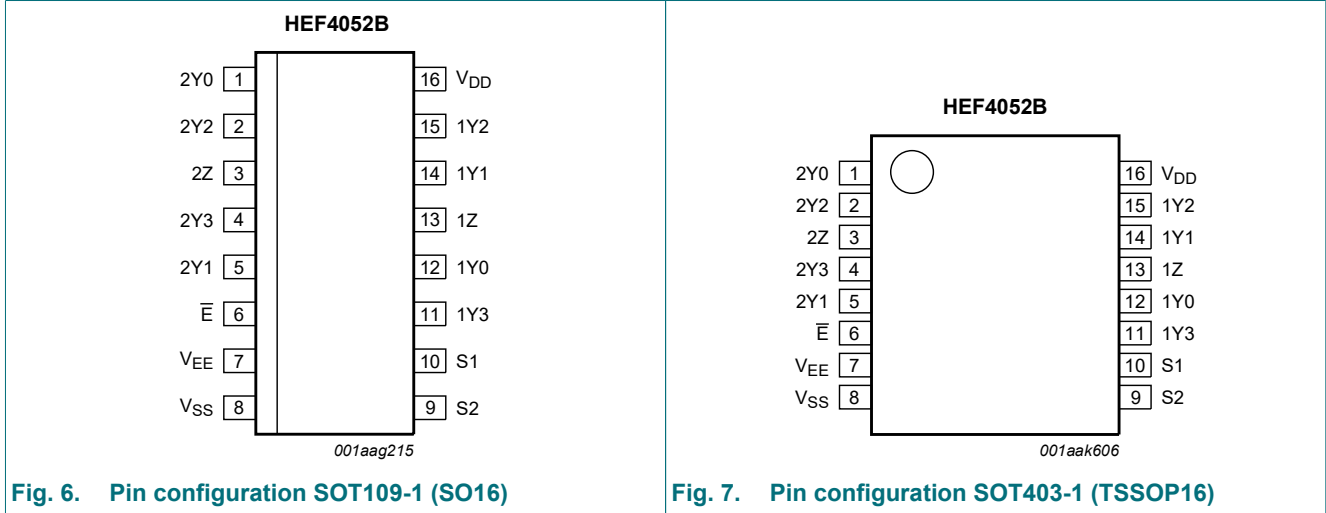 HEF4052B
2Y0 1 16 VDD
2Y2 2 15 1Y2
2Z 3 14 1Y1
2Y3 4 13 1Z
2Y1 5 12 1Y0
E̅ 6 11 1Y3
VEE 7 10 S1
VSS 8 9 S2
001aag215
Fig. 6. Pin configuration SOT109-1 (SO16)
HEF4052B
2Y0 1 16 VDD
2Y2 2 15 1Y2
2Z 3 14 1Y1
2Y3 4 13 1Z
2Y1 5 12 1Y0
E̅ 6 11 1Y3
VEE 7 10 S1
VSS 8 9 S2
001aak606
Fig. 7. Pin configuration SOT403-1 (TSSOP16)